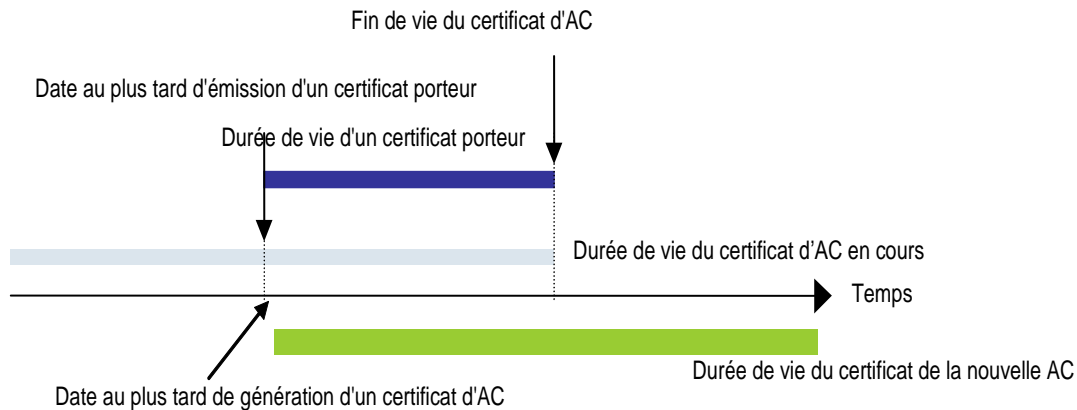 Fin de vie du certificat d'AC
Date au plus tard d'émission d'un certificat porteur
Durée de vie d'un certificat porteur
Durée de vie du certificat d’AC en cours
Temps
Durée de vie du certificat de la nouvelle AC
Date au plus tard de génération d'un certificat d'AC